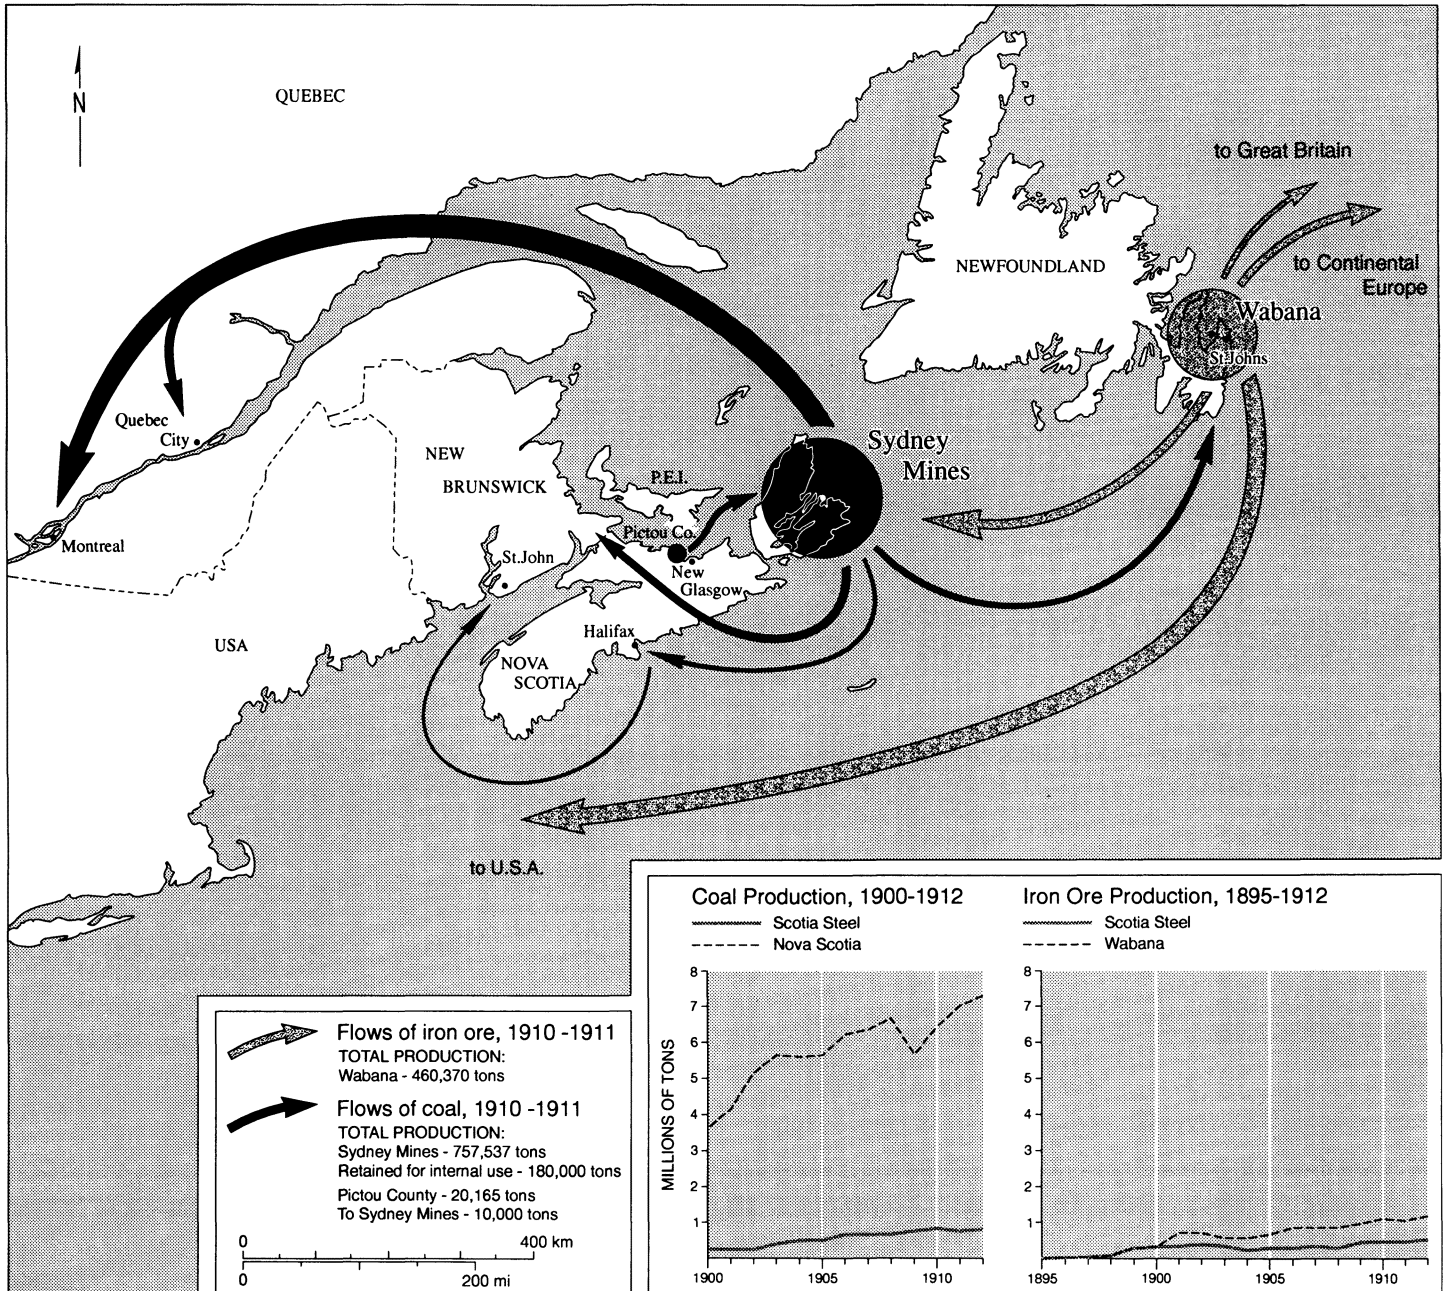 N
QUEBEC
to Great Britain
NEWFOUNDLAND
to Continental
Europe
Wabana
St.Johns
Quebec
City
NEW
BRUNSWICK
P.E.I.
Sydney
Mines
Pictou Co.
Montreal
St.John
New
Glasgow
Halifax
USA
NOVA
SCOTIA
to U.S.A.
Flows of iron ore, 1910 -1911
TOTAL PRODUCTION:
Wabana - 460,370 tons
Flows of coal, 1910 -1911
TOTAL PRODUCTION:
Sydney Mines - 757,537 tons
Retained for internal use - 180,000 tons
Pictou County - 20,165 tons
To Sydney Mines - 10,000 tons
0 400 km
0 200 mi
Coal Production, 1900-1912
Scotia Steel
Nova Scotia
MILLIONS OF TONS
8
7
6
5
4
3
2
1
1900 1905 1910
Iron Ore Production, 1895-1912
Scotia Steel
Wabana
8
7
6
5
4
3
2
1
1895 1900 1905 1910